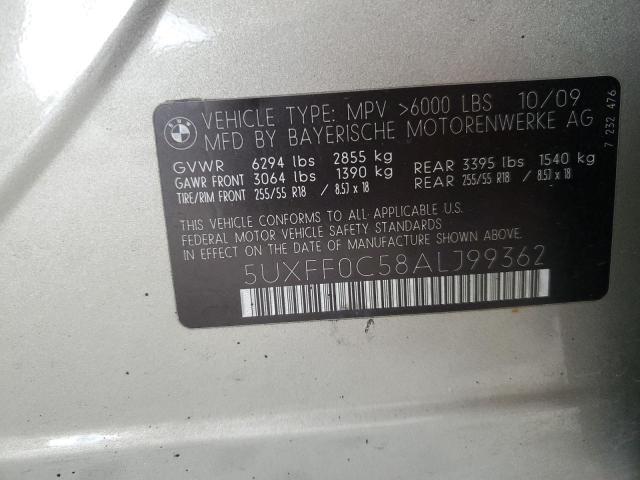 BMW
VEHICLE TYPE: MPV >6000 LBS 10/09
MFD BY BAYERISCHE MOTORENWERKE AG
GVWR 6294 lbs 2855 kg
GAWR FRONT 3064 lbs 1390 kg REAR 3395 lbs 1540 kg
TIRE/RIM FRONT 255/55 R18 / 8.5J x 18 REAR 255/55 R18 / 8.5J x 18
THIS VEHICLE CONFORMS TO ALL APPLICABLE U.S.
FEDERAL MOTOR VEHICLE SAFETY STANDARDS
IN EFFECT ON THE DATE OF MANUFACTURE SHOWN ABOVE.
5UXFF0C58ALJ99362
7 232 476